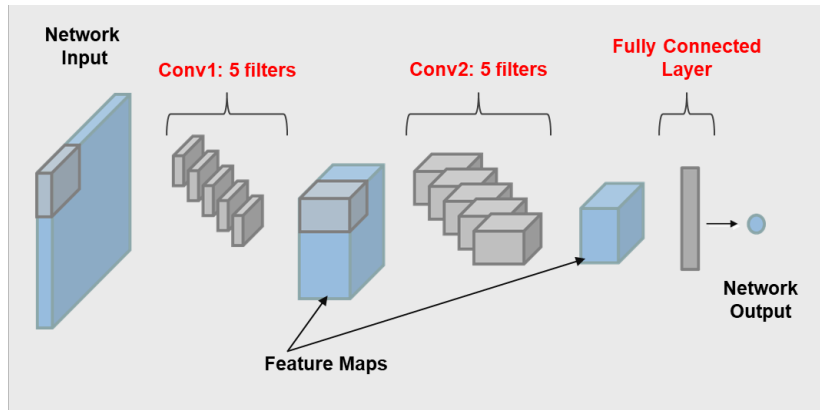 Network
Input
Conv1: 5 filters
Conv2: 5 filters
Fully Connected
Layer
Feature Maps
Network
Output